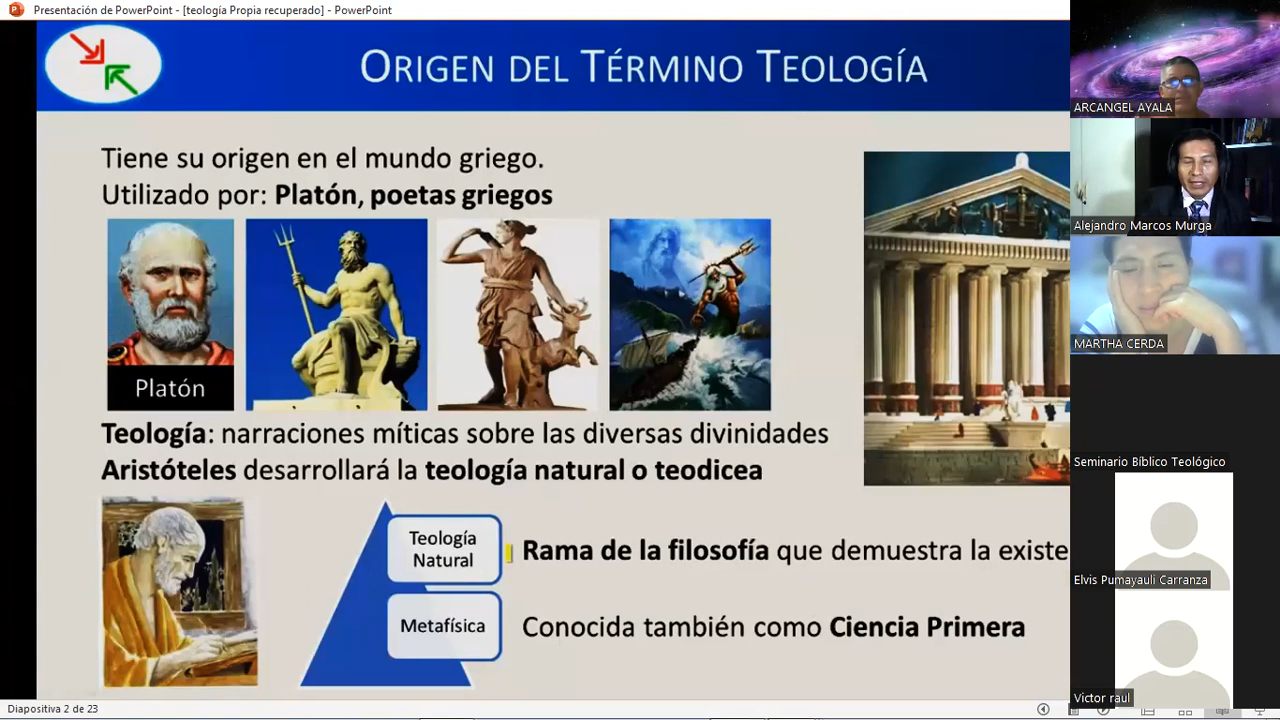 Presentación de PowerPoint - [teología Propia recuperado] - PowerPoint
ORIGEN DEL TÉRMINO TEOLOGÍA
Tiene su origen en el mundo griego.
Utilizado por: Platón, poetas griegos
Platón
Teología: narraciones míticas sobre las diversas divinidades
Aristóteles desarrollará la teología natural o teodicea
Teología
Natural
Rama de la filosofía que demuestra la existe
Metafísica
Conocida también como Ciencia Primera
Diapositiva 2 de 23
ARCANGEL AYALA
Alejandro Marcos Murga
MARTHA CERDA
Seminario Bíblico Teológico
Elvis Pumayauli Carranza
Victor raul